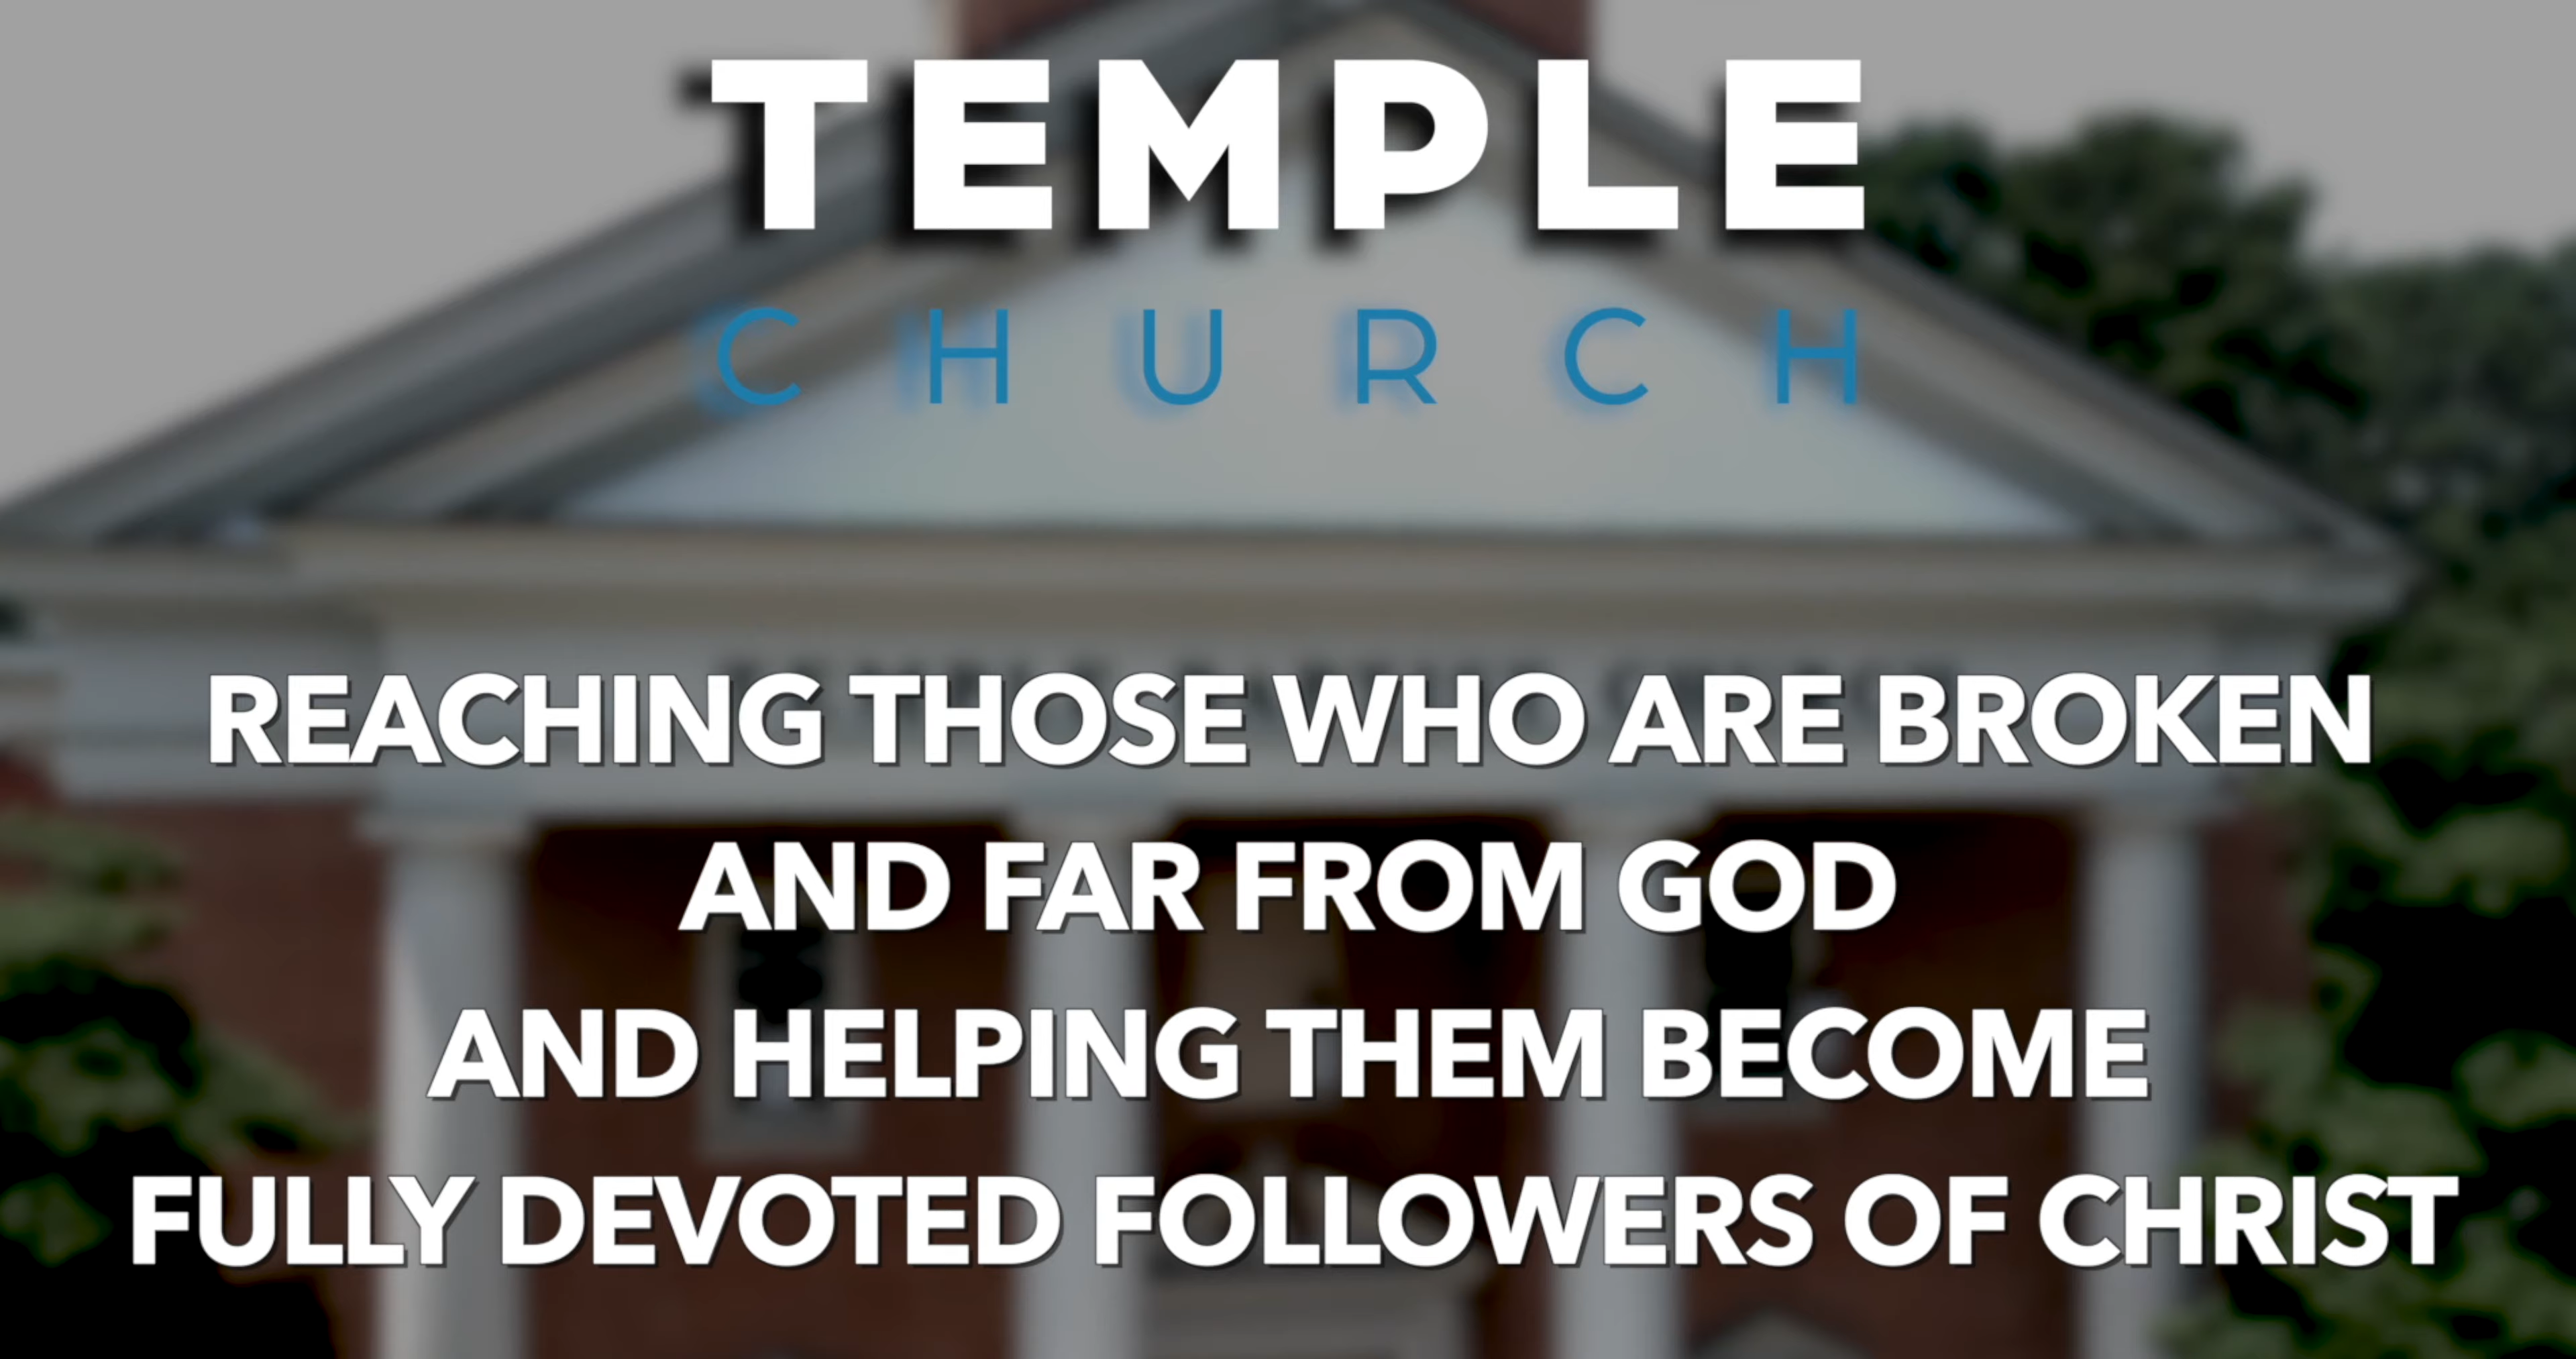 TEMPLE
CHURCH
REACHING THOSE WHO ARE BROKEN
AND FAR FROM GOD
AND HELPING THEM BECOME
FULLY DEVOTED FOLLOWERS OF CHRIST